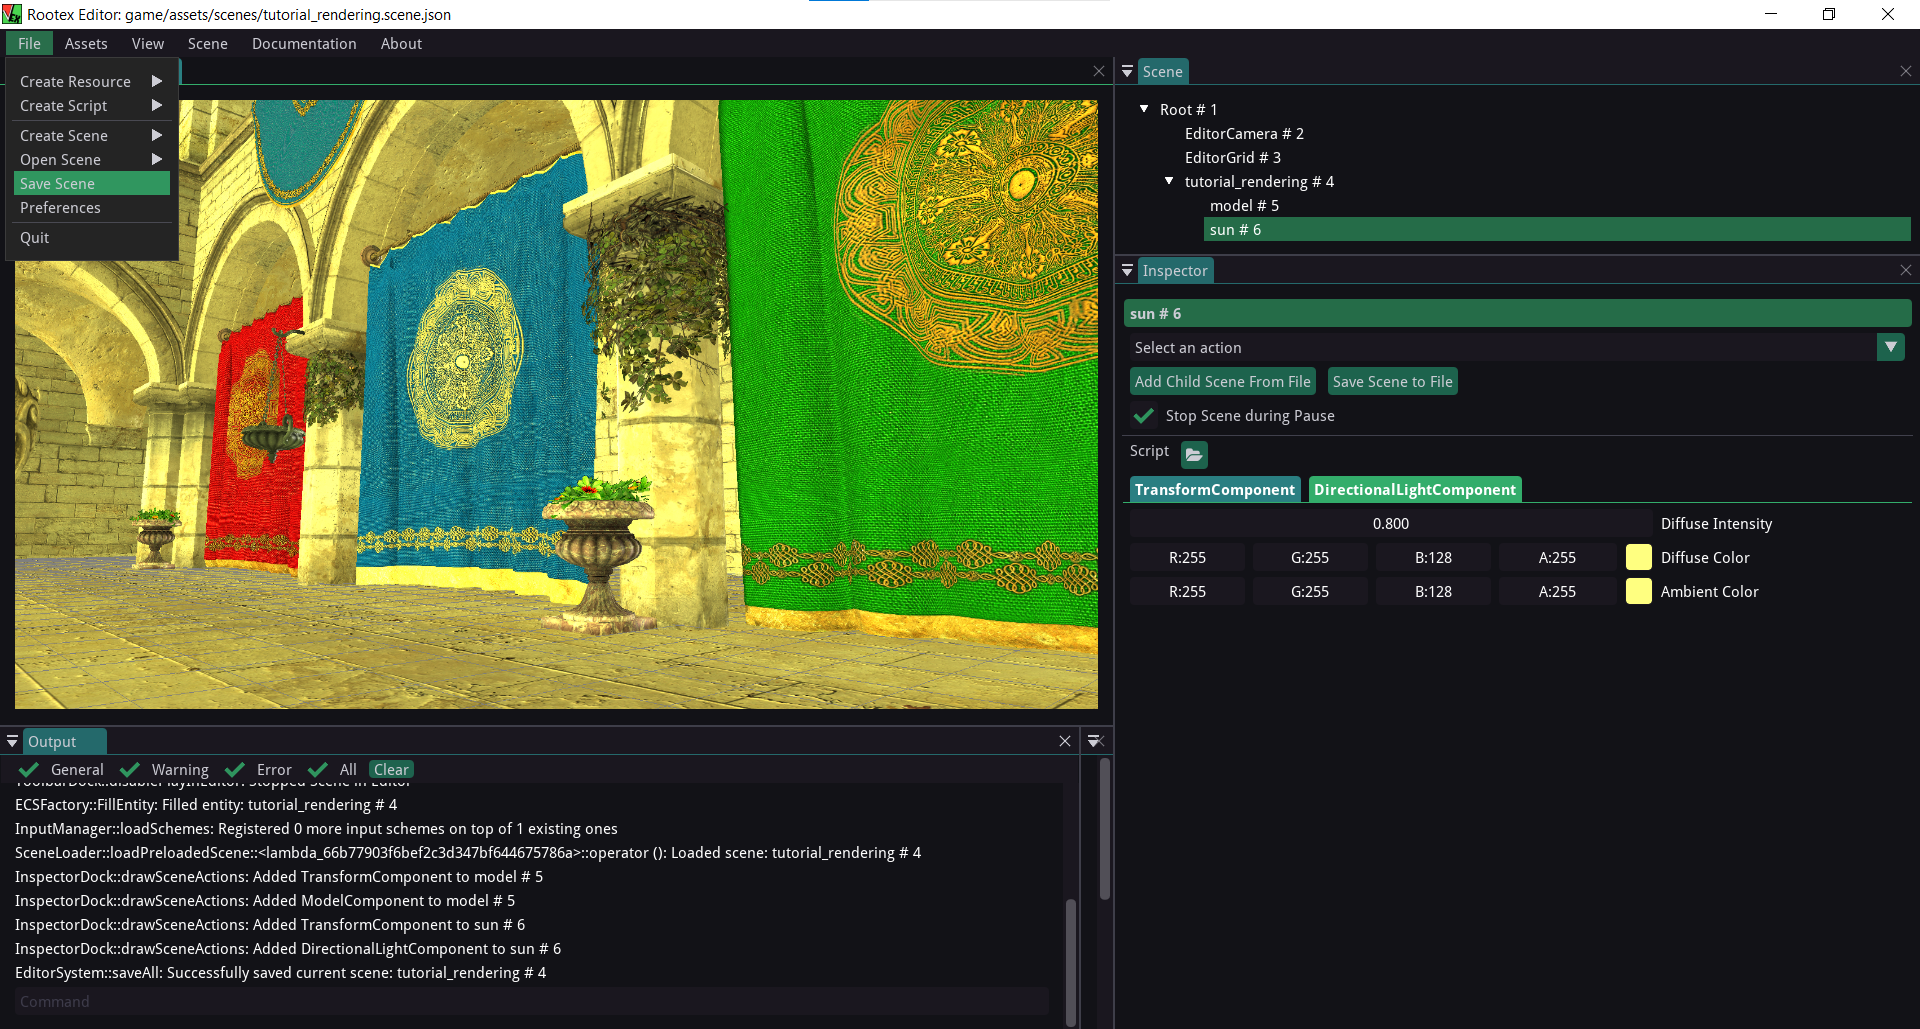 Rootex Editor: game/assets/scenes/tutorial_rendering.scene.json
File Assets View Scene Documentation About
Create Resource
Create Script
Create Scene
Open Scene
Save Scene
Preferences
Quit
Scene
Root # 1
EditorCamera # 2
EditorGrid # 3
tutorial_rendering # 4
model # 5
sun # 6
Inspector
sun # 6
Select an action
Add Child Scene From File Save Scene to File
Stop Scene during Pause
Script
TransformComponent DirectionalLightComponent
0.800 Diffuse Intensity
R:255 G:255 B:128 A:255 Diffuse Color
R:255 G:255 B:128 A:255 Ambient Color
Output
General Warning Error All Clear
ToolbarDock::disablePlayInEditor: Stopped Scene in Editor
ECSFactory::FillEntity: Filled entity: tutorial_rendering # 4
InputManager::loadSchemes: Registered 0 more input schemes on top of 1 existing ones
SceneLoader::loadPreloadedScene::<lambda_66b77903f6bef2c3d347bf644675786a>::operator (): Loaded scene: tutorial_rendering # 4
InspectorDock::drawSceneActions: Added TransformComponent to model # 5
InspectorDock::drawSceneActions: Added ModelComponent to model # 5
InspectorDock::drawSceneActions: Added TransformComponent to sun # 6
InspectorDock::drawSceneActions: Added DirectionalLightComponent to sun # 6
EditorSystem::saveAll: Successfully saved current scene: tutorial_rendering # 4
Command